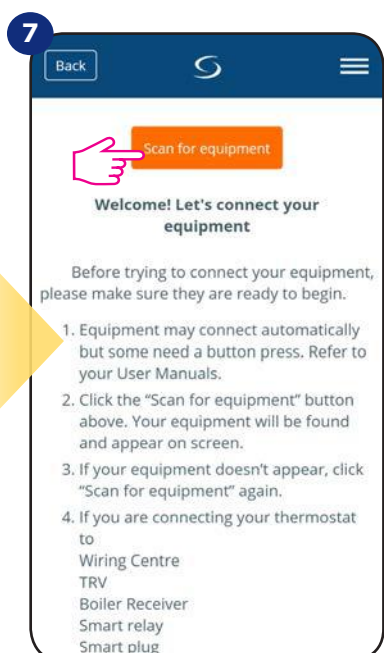 7
Back
Scan for equipment
Welcome! Let's connect your
equipment
Before trying to connect your equipment,
please make sure they are ready to begin.
1. Equipment may connect automatically
but some need a button press. Refer to
your User Manuals.
2. Click the “Scan for equipment” button
above. Your equipment will be found
and appear on screen.
3. If your equipment doesn’t appear, click
“Scan for equipment” again.
4. If you are connecting your thermostat
to
Wiring Centre
TRV
Boiler Receiver
Smart relay
Smart plug